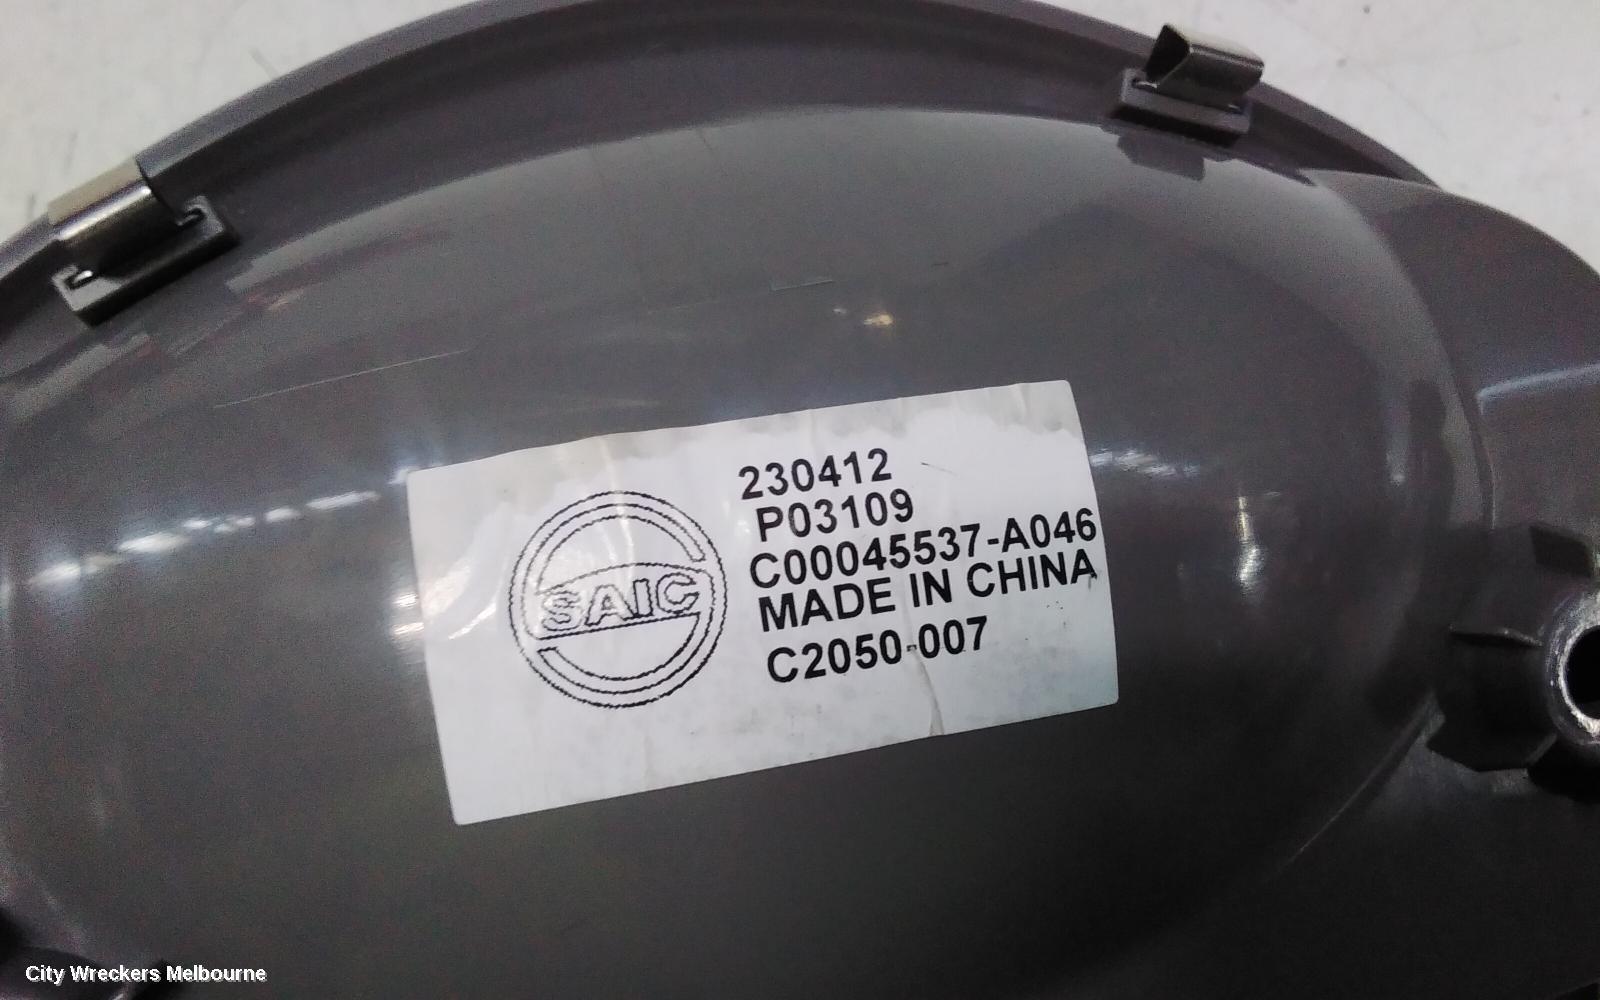 SAIC
230412
P03109
C00045537-A046
MADE IN CHINA
C2050-007
City Wreckers Melbourne